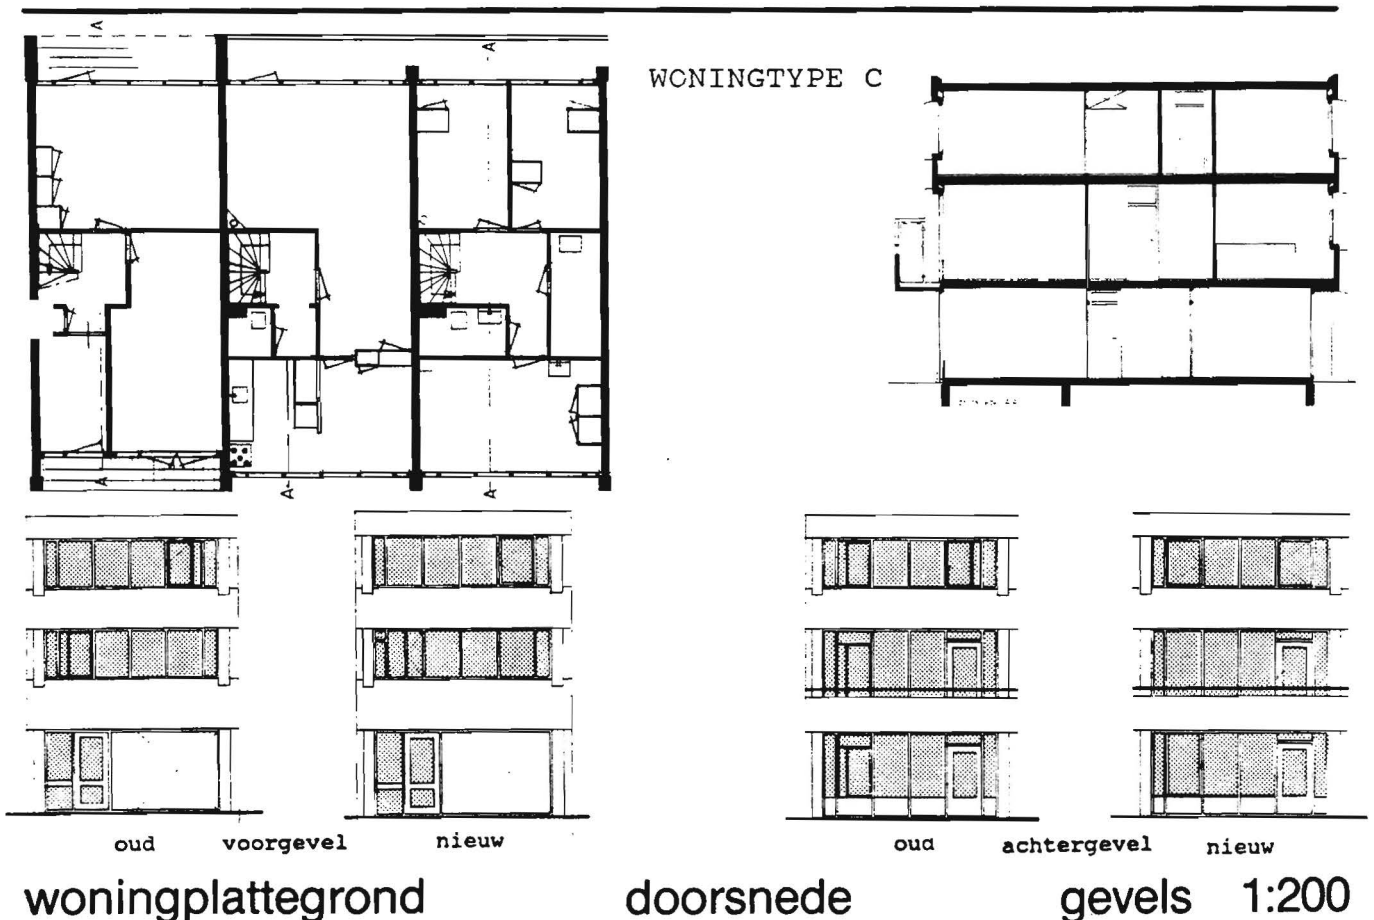 WONINGTYPE C
A
A
A
A
A
oud voorgevel nieuw
oud achtergevel nieuw
woningplattegrond doorsnede gevels 1:200